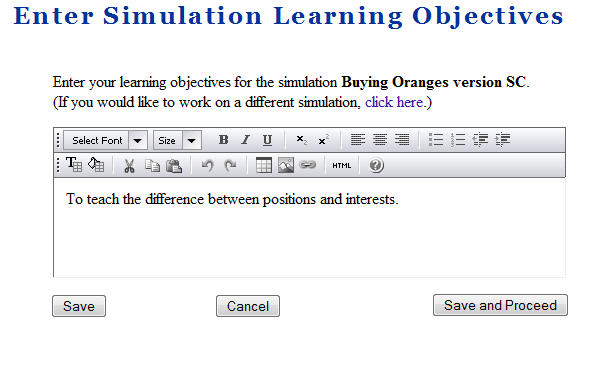 Enter Simulation Learning Objectives
Enter your learning objectives for the simulation Buying Oranges version SC.
(If you would like to work on a different simulation, click here.)
Select Font Size B I U x₂ x²
HTML ?
To teach the difference between positions and interests.
Save Cancel Save and Proceed